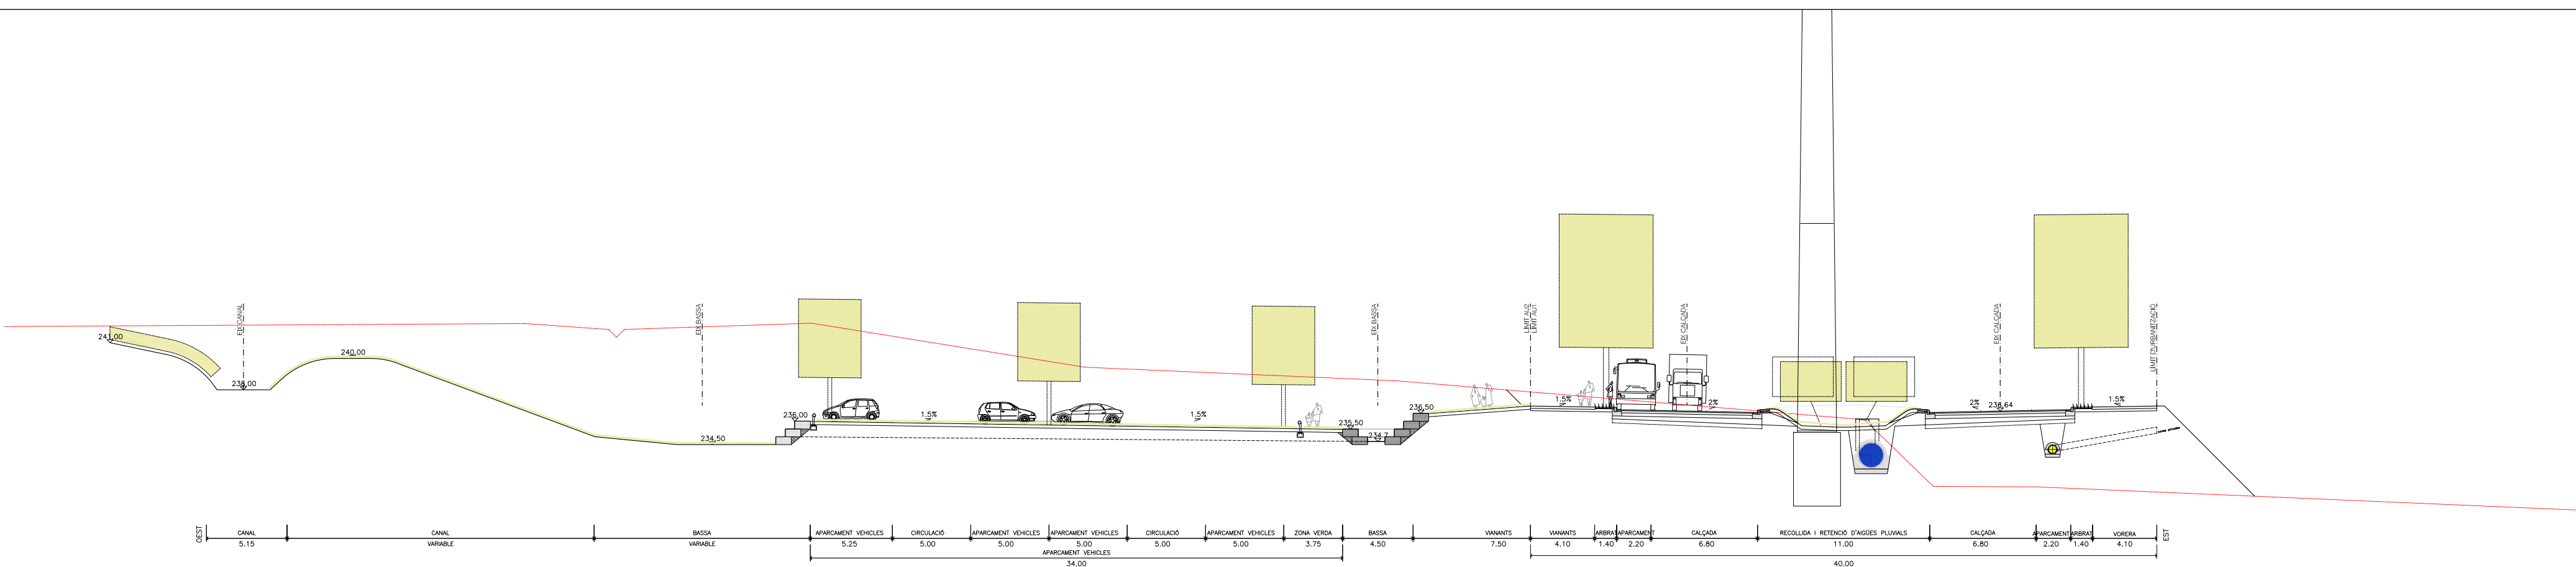 EIX CANAL
EIX BASSA
EIX BASSA
LÍMIT AU2
LÍMIT AU1
EIX CALÇADA
EIX CALÇADA
LÍMIT D'URBANITZACIÓ
241.00
238.00
240.00
234.50
236.00
1.5%
1.5%
235.50
234.7
236.50
1.5%
2%
2%
238.64
1.5%
OEST
CANAL
CANAL
BASSA
APARCAMENT VEHICLES
CIRCULACIÓ
APARCAMENT VEHICLES
APARCAMENT VEHICLES
CIRCULACIÓ
APARCAMENT VEHICLES
ZONA VERDA
BASSA
VIANANTS
VIANANTS
ARBRAT
APARCAMENT
CALÇADA
RECOLLIDA I RETENCIÓ D'AIGÜES PLUVIALS
CALÇADA
APARCAMENT
ARBRAT
VORERA
EST
5.15
VARIABLE
VARIABLE
5.25
5.00
5.00
5.00
5.00
5.00
3.75
4.50
7.50
4.10
1.40
2.20
6.80
11.00
6.80
2.20
1.40
4.10
APARCAMENT VEHICLES
34.00
40.00